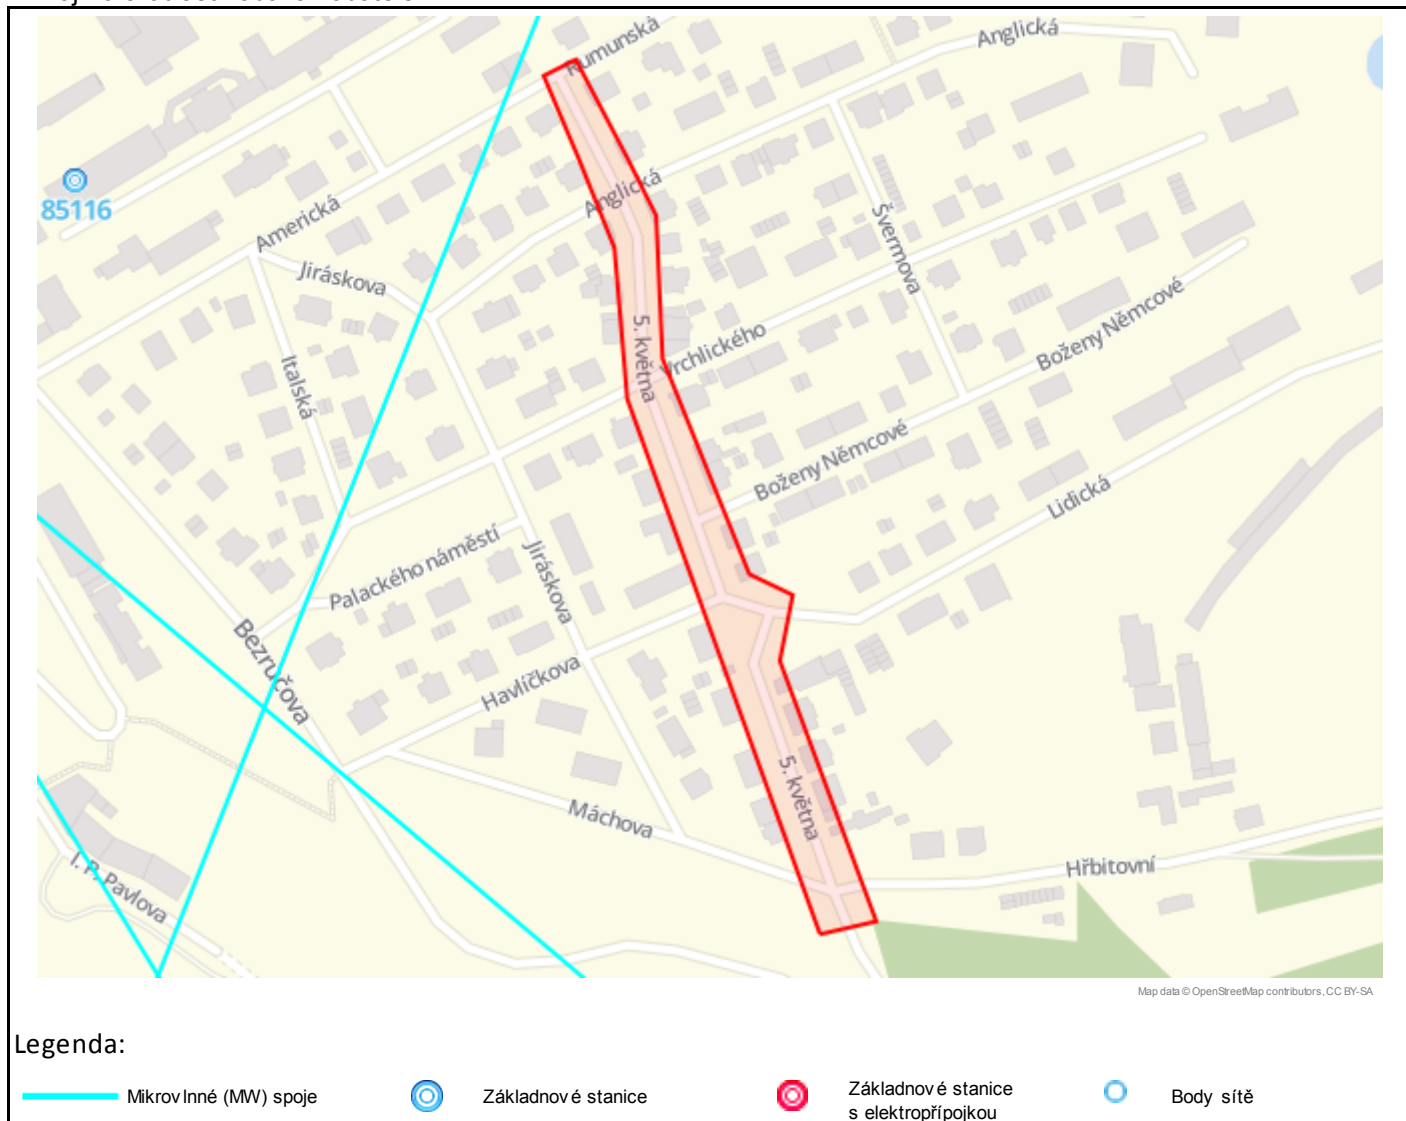 Rumunská
Anglická
85116
Americká
Anglická
Jiráskova
Švermova
5. května
Vrchlického
Boženy Němcové
Italská
Boženy Němcové
Lidická
Palackého náměstí
Jiráskova
Bezručova
Havlíčkova
5. května
Máchova
Hřbitovní
I. P. Pavlova
Map data © OpenStreetMap contributors, CC BY-SA
Legenda:
Mikrovlnné (MW) spoje
Základnové stanice
Základnové stanice
s elektropřípojkou
Body sítě